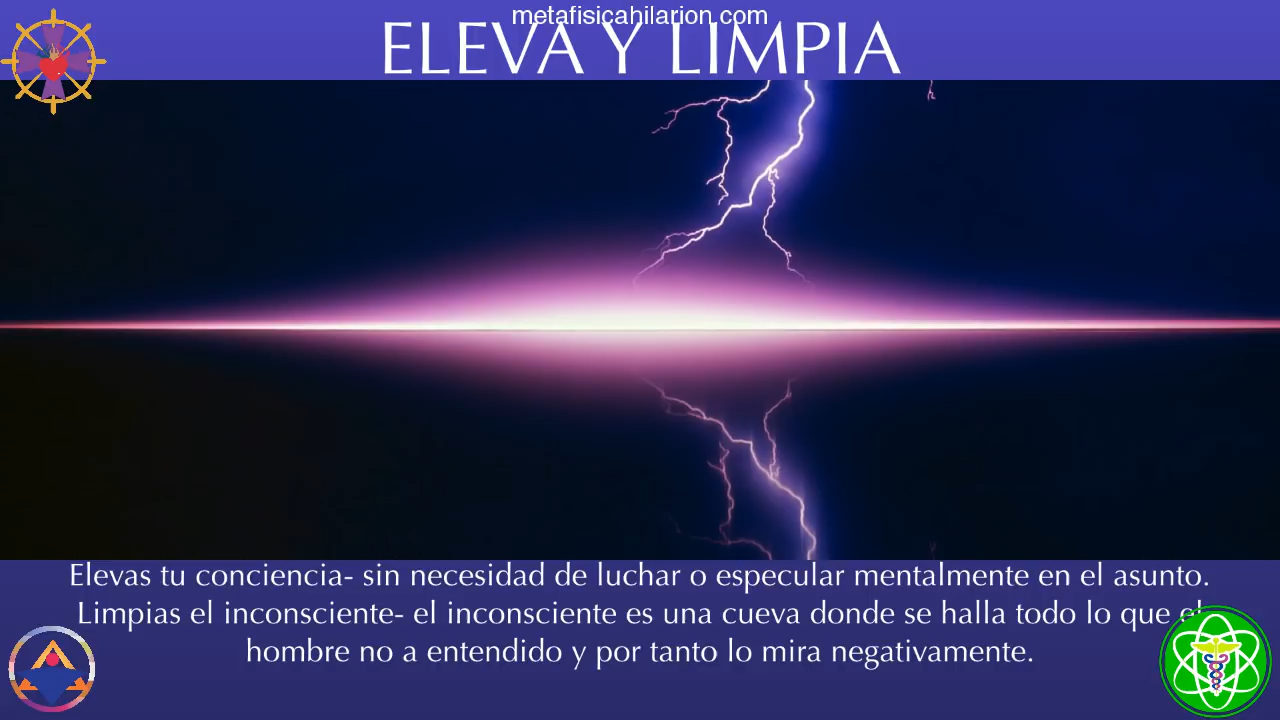 metafisicahilarion.com
ELEVA Y LIMPIA
Elevas tu conciencia- sin necesidad de luchar o especular mentalmente en el asunto.
Limpias el inconsciente- el inconsciente es una cueva donde se halla todo lo que el
hombre no a entendido y por tanto lo mira negativamente.